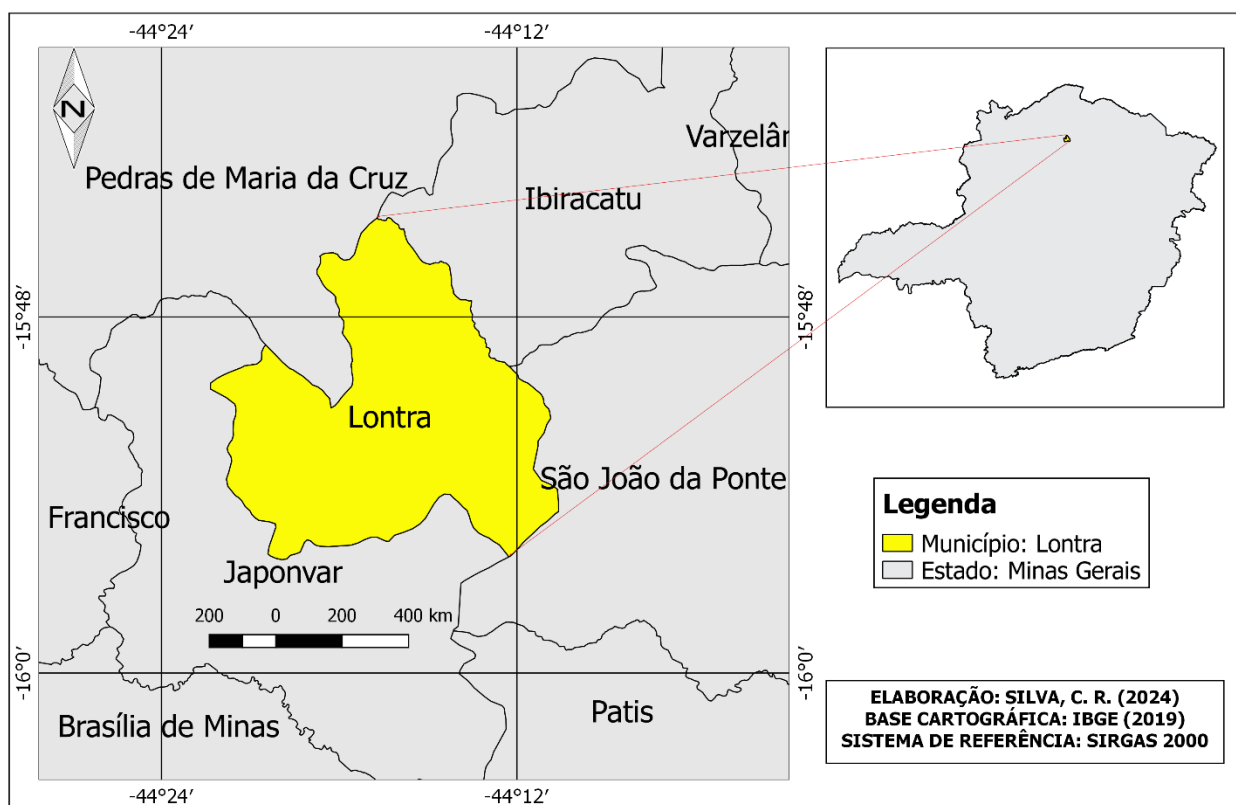 -44°24′ -44°12′
N
Varzelân
Pedras de Maria da Cruz
Ibiracatu
-15°48′ -15°48′
Lontra
São João da Ponte
Francisco
Japonvar
200 0 200 400 km
-16°0′ -16°0′
Patis
Brasília de Minas
-44°24′ -44°12′
Legenda
Município: Lontra
Estado: Minas Gerais
ELABORAÇÃO: SILVA, C. R. (2024)
BASE CARTOGRÁFICA: IBGE (2019)
SISTEMA DE REFERÊNCIA: SIRGAS 2000